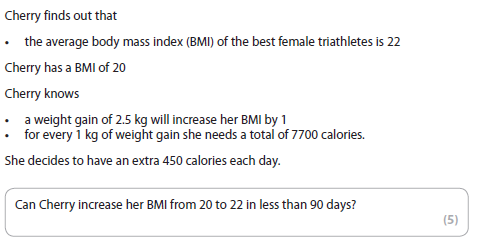 Cherry finds out that
• the average body mass index (BMI) of the best female triathletes is 22
Cherry has a BMI of 20
Cherry knows
• a weight gain of 2.5 kg will increase her BMI by 1
• for every 1 kg of weight gain she needs a total of 7700 calories.
She decides to have an extra 450 calories each day.
Can Cherry increase her BMI from 20 to 22 in less than 90 days?
(5)